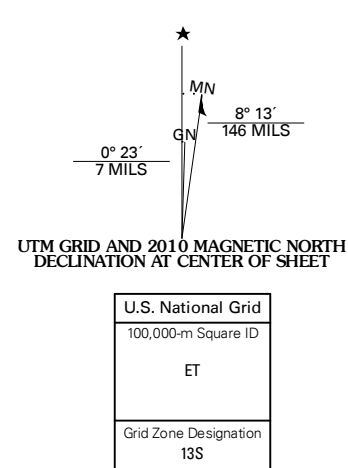 MN
8° 13´
146 MILS
GN
0° 23´
7 MILS
UTM GRID AND 2010 MAGNETIC NORTH
DECLINATION AT CENTER OF SHEET
U.S. National Grid
100,000-m Square ID
ET
Grid Zone Designation
13S